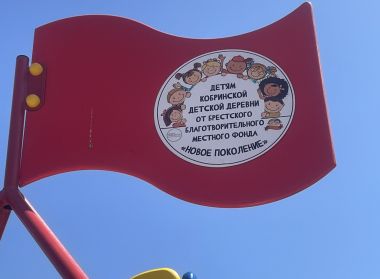 ДЕТЯМ
КОБРИНСКОЙ
ДЕТСКОЙ ДЕРЕВНИ
ОТ БРЕСТСКОГО
БЛАГОТВОРИТЕЛЬНОГО
МЕСТНОГО ФОНДА
«НОВОЕ ПОКОЛЕНИЕ»